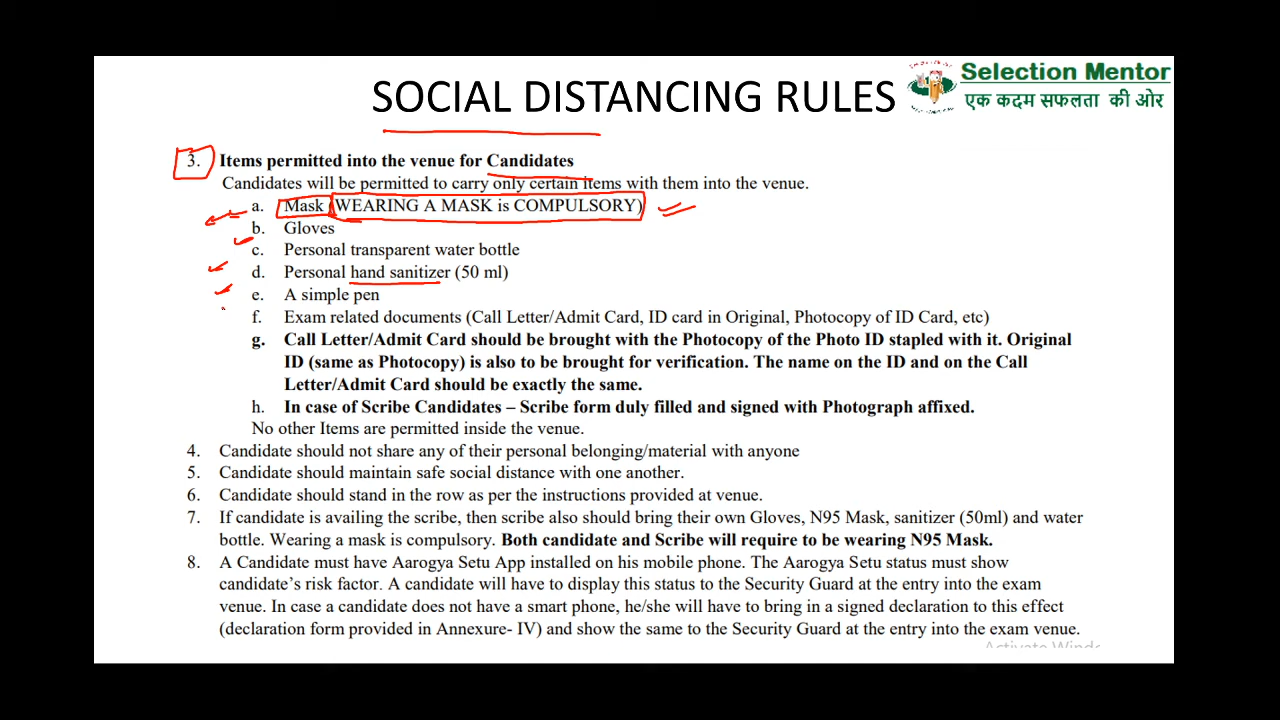 SOCIAL DISTANCING RULES
Selection Mentor
एक कदम सफलता की ओर
3. Items permitted into the venue for Candidates
Candidates will be permitted to carry only certain items with them into the venue.
a. Mask (WEARING A MASK is COMPULSORY)
b. Gloves
c. Personal transparent water bottle
d. Personal hand sanitizer (50 ml)
e. A simple pen
f. Exam related documents (Call Letter/Admit Card, ID card in Original, Photocopy of ID Card, etc)
g. Call Letter/Admit Card should be brought with the Photocopy of the Photo ID stapled with it. Original
ID (same as Photocopy) is also to be brought for verification. The name on the ID and on the Call
Letter/Admit Card should be exactly the same.
h. In case of Scribe Candidates – Scribe form duly filled and signed with Photograph affixed.
No other Items are permitted inside the venue.
4. Candidate should not share any of their personal belonging/material with anyone
5. Candidate should maintain safe social distance with one another.
6. Candidate should stand in the row as per the instructions provided at venue.
7. If candidate is availing the scribe, then scribe also should bring their own Gloves, N95 Mask, sanitizer (50ml) and water
bottle. Wearing a mask is compulsory. Both candidate and Scribe will require to be wearing N95 Mask.
8. A Candidate must have Aarogya Setu App installed on his mobile phone. The Aarogya Setu status must show
candidate's risk factor. A candidate will have to display this status to the Security Guard at the entry into the exam
venue. In case a candidate does not have a smart phone, he/she will have to bring in a signed declaration to this effect
(declaration form provided in Annexure- IV) and show the same to the Security Guard at the entry into the exam venue.